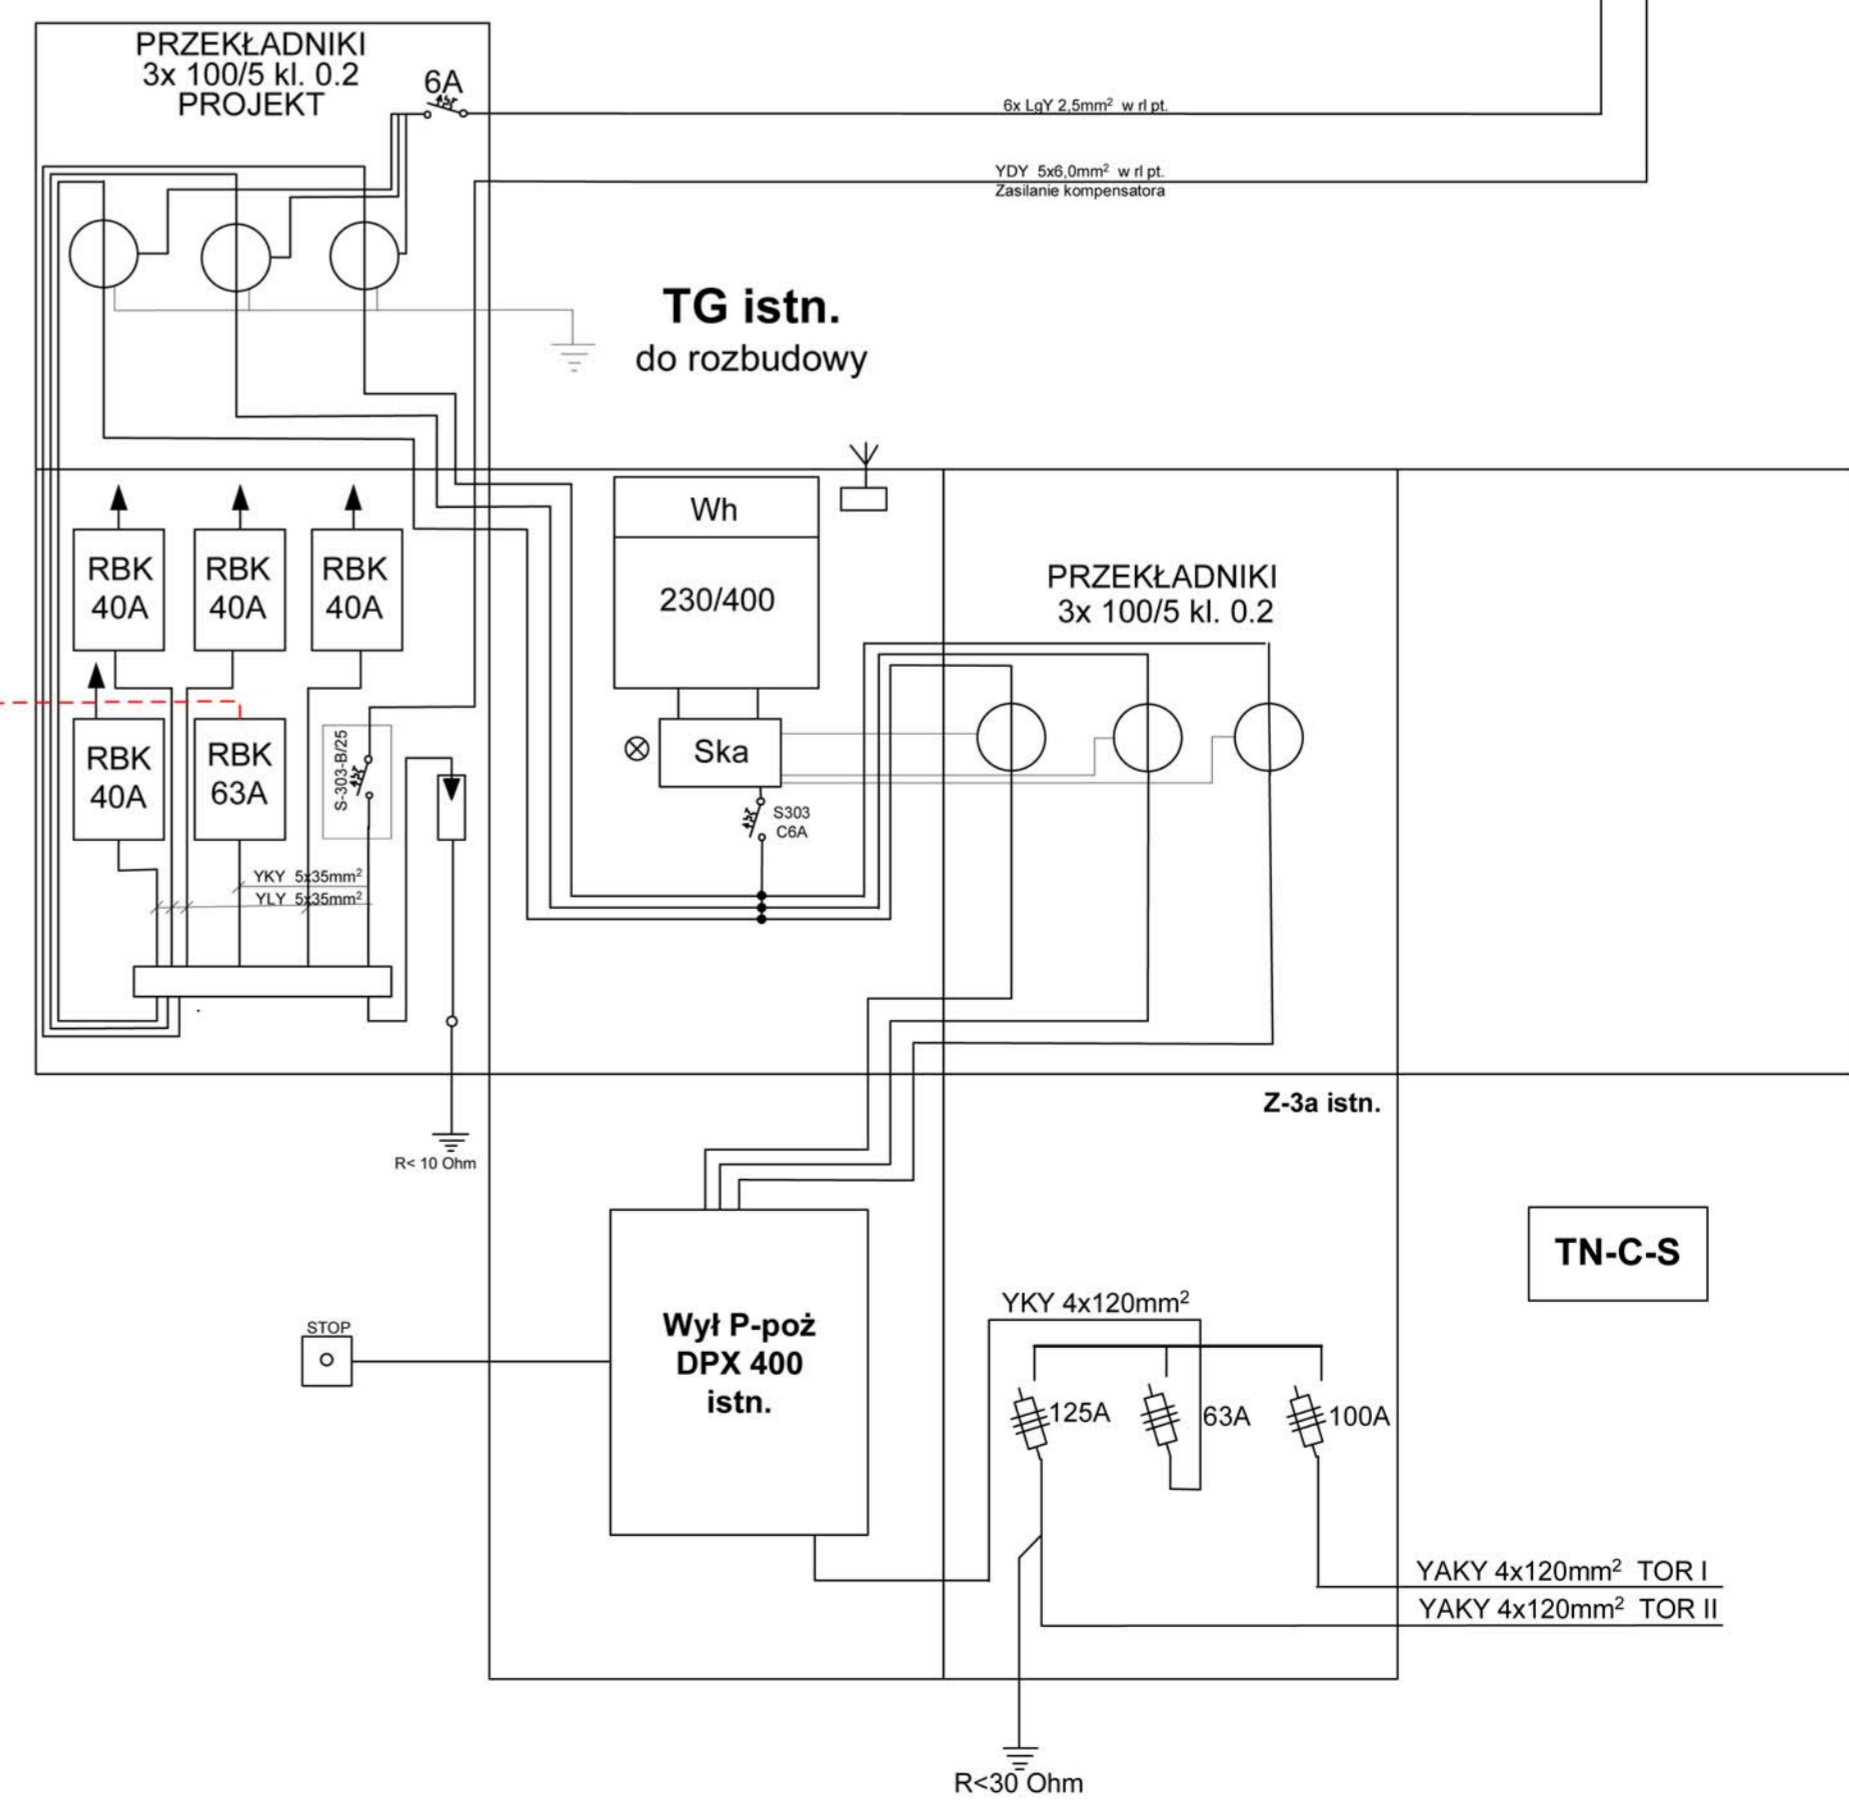 PRZEKŁADNIKI
3x 100/5 kl. 0.2
PROJEKT
6A
6x LgY 2,5mm² w rl pt.
YDY 5x6,0mm² w rl pt.
Zasilanie kompensatora
TG istn.
do rozbudowy
Wh
230/400
RBK
40A
RBK
40A
RBK
40A
PRZEKŁADNIKI
3x 100/5 kl. 0.2
RBK
40A
RBK
63A
S-303-B/25
Ska
S303
C6A
YKY 5x35mm²
YLY 5x35mm²
Z-3a istn.
R< 10 Ohm
TN-C-S
STOP
Wył P-poż
DPX 400
istn.
YKY 4x120mm²
125A
63A
100A
YAKY 4x120mm² TOR I
YAKY 4x120mm² TOR II
R<30 Ohm